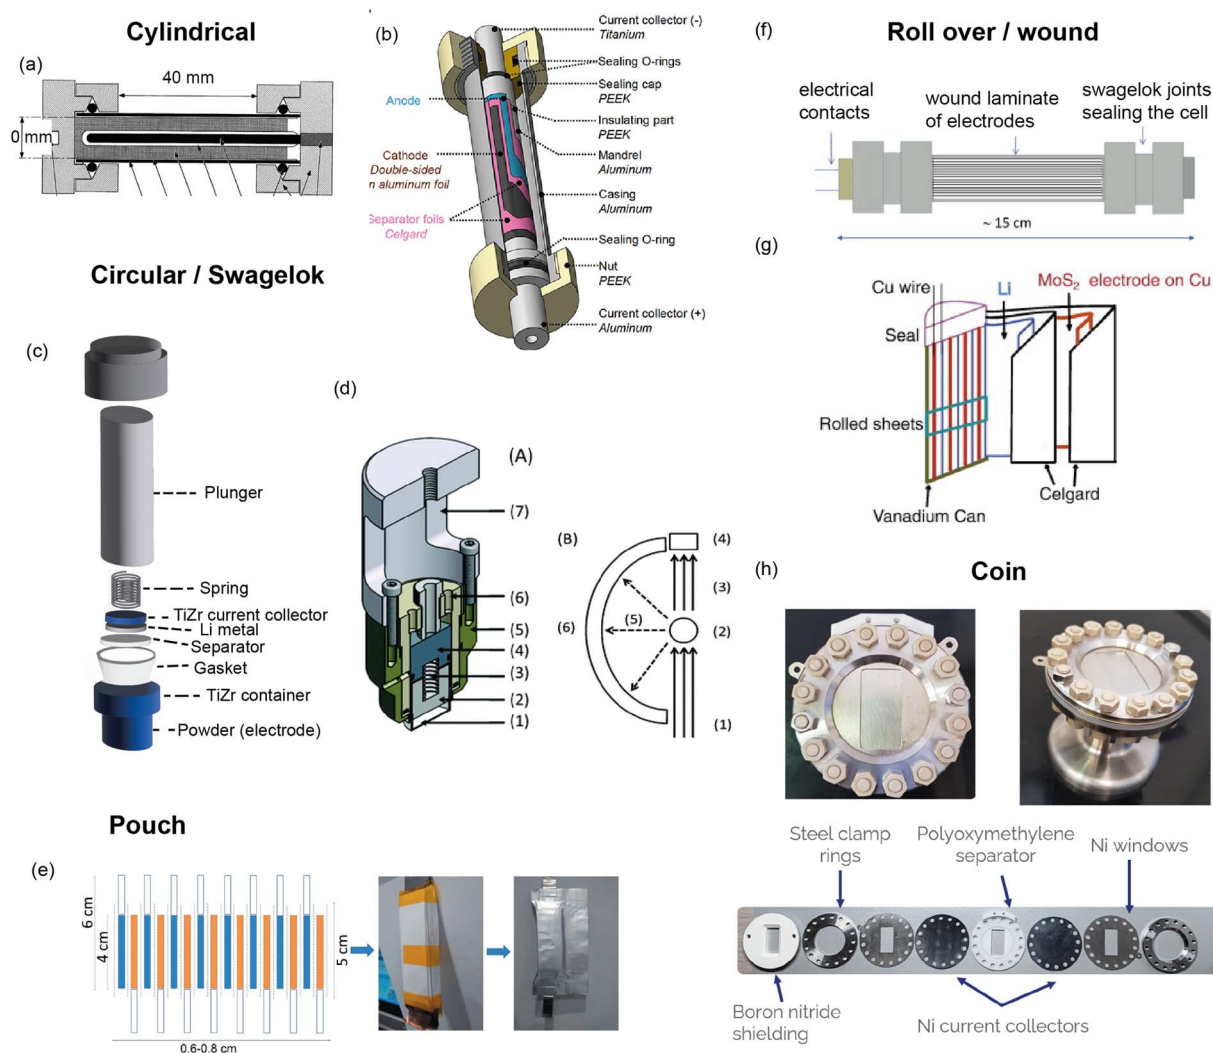 Cylindrical
(a)
40 mm
0 mm
(b)
Current collector (-)
Titanium
Sealing O-rings
Sealing cap
PEEK
Anode
Insulating part
PEEK
Cathode
Double-sided
n aluminum foil
Mandrel
Aluminum
Casing
Aluminum
Separator foils
Celgard
Sealing O-ring
Nut
PEEK
Current collector (+)
Aluminum
Circular / Swagelok
(c)
Plunger
Spring
TiZr current collector
Li metal
Separator
Gasket
TiZr container
Powder (electrode)
(d)
(A)
(7)
(6)
(5)
(4)
(3)
(2)
(1)
(B)
(4)
(3)
(6)
(5)
(2)
(1)
Pouch
(e)
6 cm
4 cm
5 cm
0.6-0.8 cm
(f)
Roll over / wound
electrical
contacts
wound laminate
of electrodes
swagelok joints
sealing the cell
~ 15 cm
(g)
Cu wire
Li
MoS₂ electrode on Cu
Seal
Rolled sheets
Celgard
Vanadium Can
(h)
Coin
Steel clamp
rings
Polyoxymethylene
separator
Ni windows
Boron nitride
shielding
Ni current collectors